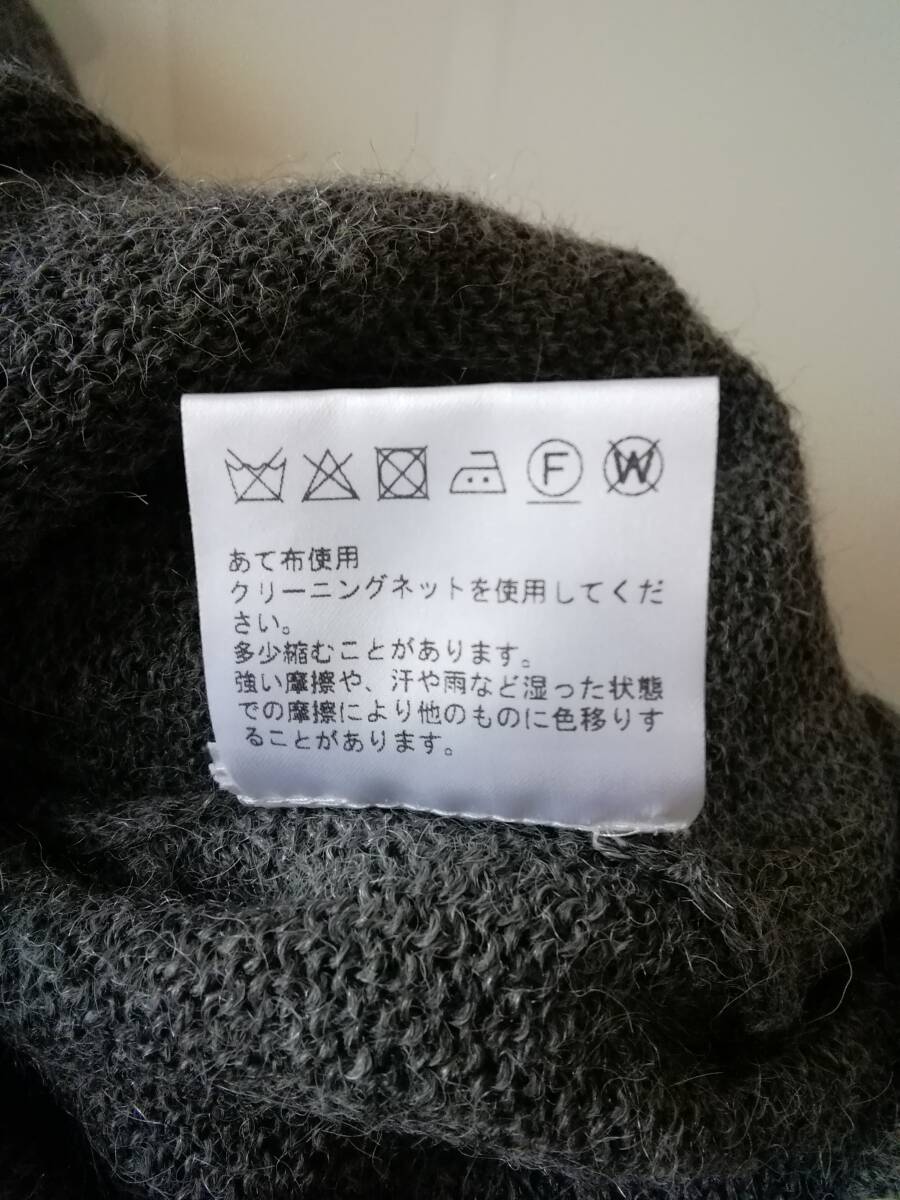 F W
あて布使用
クリーニングネットを使用してくだ
さい。
多少縮むことがあります。
強い摩擦や、汗や雨など湿った状態
での摩擦により他のものに色移りす
ることがあります。